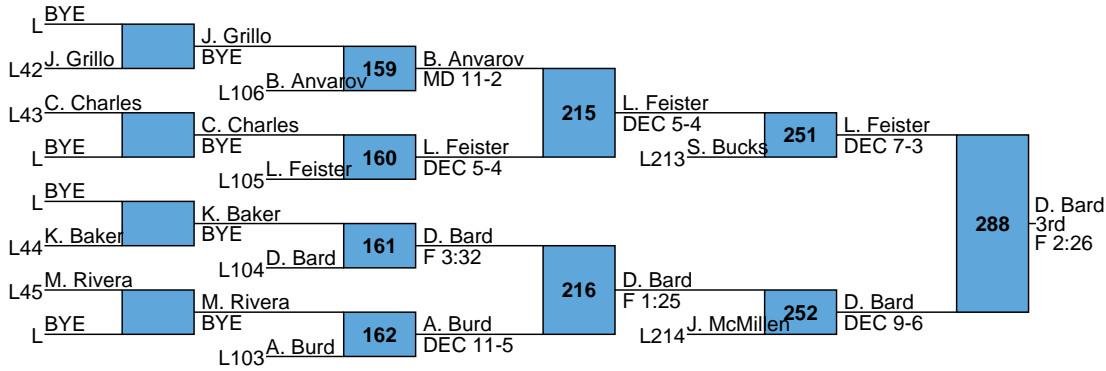 L BYE
L42 J. Grillo
J. Grillo
BYE
L106 B. Anvarov
159
B. Anvarov
MD 11-2
L43 C. Charles
L BYE
C. Charles
BYE
L105 L. Feister
160
L. Feister
DEC 5-4
215
L. Feister
DEC 5-4
L213 S. Bucks
251
L. Feister
DEC 7-3
L BYE
L44 K. Baker
K. Baker
BYE
L104 D. Bard
161
D. Bard
F 3:32
L45 M. Rivera
L BYE
M. Rivera
BYE
L103 A. Burd
162
A. Burd
DEC 11-5
216
D. Bard
F 1:25
L214 J. McMillen
252
D. Bard
DEC 9-6
288
D. Bard
3rd
F 2:26